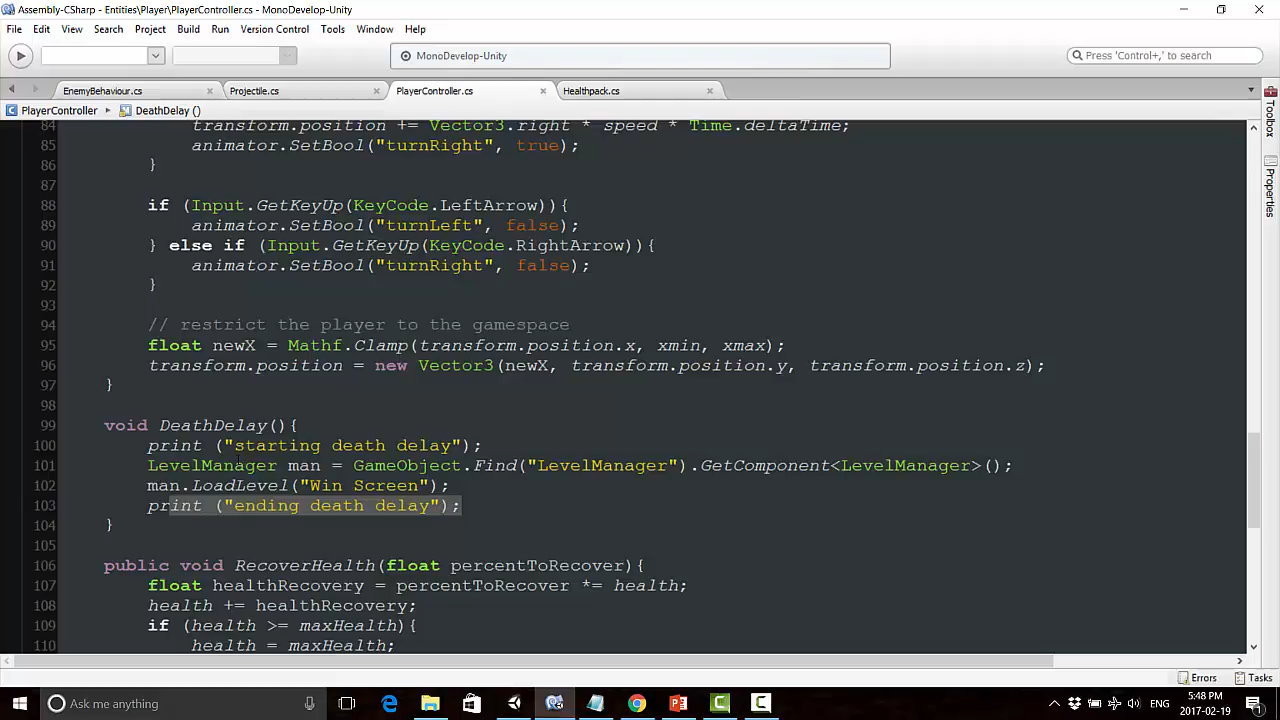 Assembly-CSharp - Entities\Player\PlayerController.cs - MonoDevelop-Unity
File Edit View Search Project Build Run Version Control Tools Window Help
MonoDevelop-Unity
Press 'Control+,' to search
EnemyBehaviour.cs Projectile.cs PlayerController.cs Healthpack.cs
PlayerController DeathDelay ()
Toolbox
Properties
84 transform.position += Vector3.right * speed * Time.deltaTime;
85 animator.SetBool("turnRight", true);
86 }
87
88 if (Input.GetKeyUp(KeyCode.LeftArrow)){
89 animator.SetBool("turnLeft", false);
90 } else if (Input.GetKeyUp(KeyCode.RightArrow)){
91 animator.SetBool("turnRight", false);
92 }
93
94 // restrict the player to the gamespace
95 float newX = Mathf.Clamp(transform.position.x, xmin, xmax);
96 transform.position = new Vector3(newX, transform.position.y, transform.position.z);
97 }
98
99 void DeathDelay(){
100 print ("starting death delay");
101 LevelManager man = GameObject.Find("LevelManager").GetComponent<LevelManager>();
102 man.LoadLevel("Win Screen");
103 print ("ending death delay");
104 }
105
106 public void RecoverHealth(float percentToRecover){
107 float healthRecovery = percentToRecover *= health;
108 health += healthRecovery;
109 if (health >= maxHealth){
110 health = maxHealth;
Errors Tasks
Ask me anything
ENG
5:48 PM
2017-02-19